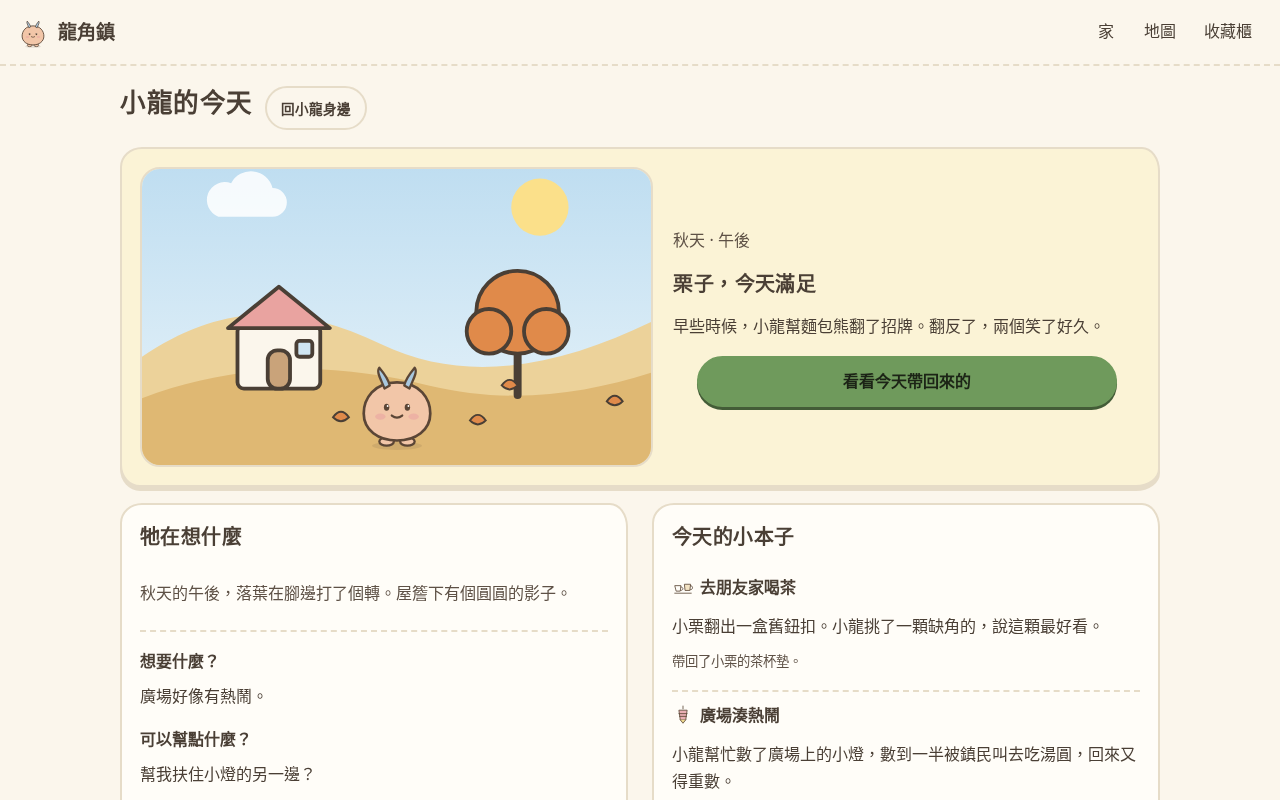 龍角鎮
家
地圖
收藏櫃
小龍的今天
回小龍身邊
秋天 · 午後
栗子，今天滿足
早些時候，小龍幫麵包熊翻了招牌。翻反了，兩個笑了好久。
看看今天帶回來的
牠在想什麼
秋天的午後，落葉在腳邊打了個轉。屋簷下有個圓圓的影子。
想要什麼？
廣場好像有熱鬧。
可以幫點什麼？
幫我扶住小燈的另一邊？
今天的小本子
去朋友家喝茶
小栗翻出一盒舊鈕扣。小龍挑了一顆缺角的，說這顆最好看。
帶回了小栗的茶杯墊。
廣場湊熱鬧
小龍幫忙數了廣場上的小燈，數到一半被鎮民叫去吃湯圓，回來又
得重數。